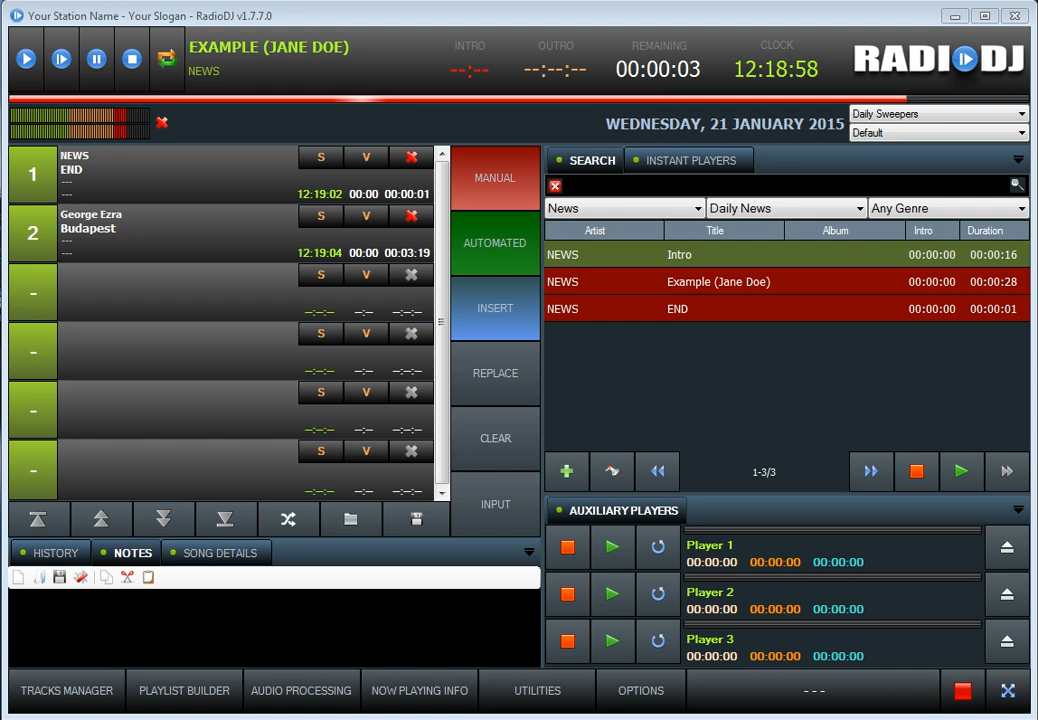 Your Station Name - Your Slogan - RadioDJ v1.7.7.0
EXAMPLE (JANE DOE)
NEWS
INTRO
--:--
OUTRO
--:--:--
REMAINING
00:00:03
CLOCK
12:18:58
RADIO DJ
WEDNESDAY, 21 JANUARY 2015
Daily Sweepers
Default
1
NEWS
END
---
---
S V
12:19:02 00:00 00:00:01
2
George Ezra
Budapest
---
---
S V
12:19:04 00:00 00:03:19
-
S V
--:--:-- --:-- --:--:--
-
S V
--:--:-- --:-- --:--:--
-
S V
--:--:-- --:-- --:--:--
-
S V
--:--:-- --:-- --:--:--
MANUAL
AUTOMATED
INSERT
REPLACE
CLEAR
INPUT
SEARCH INSTANT PLAYERS
News Daily News Any Genre
Artist Title Album Intro Duration
NEWS Intro 00:00:00 00:00:16
NEWS Example (Jane Doe) 00:00:00 00:00:28
NEWS END 00:00:00 00:00:01
1-3/3
AUXILIARY PLAYERS
Player 1
00:00:00 00:00:00 00:00:00
Player 2
00:00:00 00:00:00 00:00:00
Player 3
00:00:00 00:00:00 00:00:00
HISTORY NOTES SONG DETAILS
TRACKS MANAGER PLAYLIST BUILDER AUDIO PROCESSING NOW PLAYING INFO UTILITIES OPTIONS ---